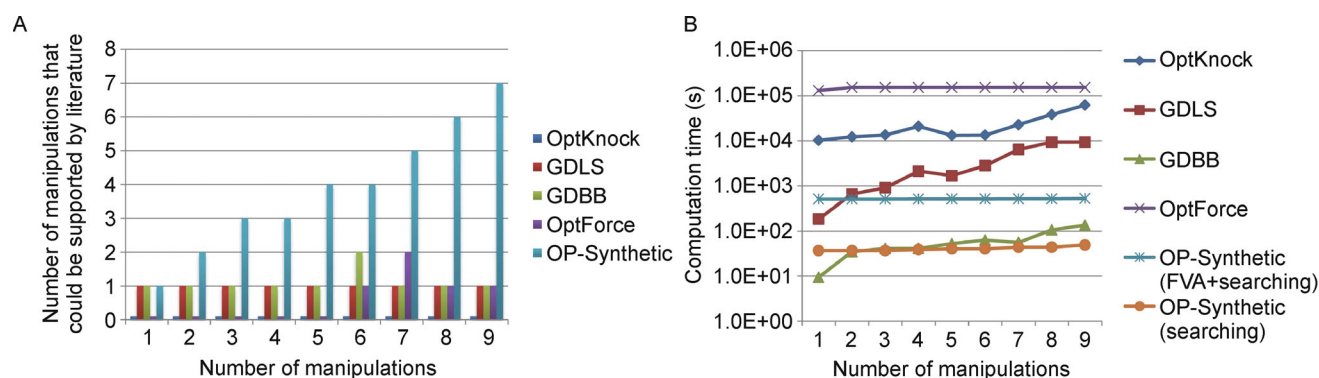 A
Number of manipulations that
could be supported by literature
8
7
6
5
4
3
2
1
0
1 2 3 4 5 6 7 8 9
Number of manipulations
OptKnock
GDLS
GDBB
OptForce
OP-Synthetic
B
Computation time (s)
1.0E+06
1.0E+05
1.0E+04
1.0E+03
1.0E+02
1.0E+01
1.0E+00
1 2 3 4 5 6 7 8 9
Number of manipulations
OptKnock
GDLS
GDBB
OptForce
OP-Synthetic
(FVA+searching)
OP-Synthetic
(searching)